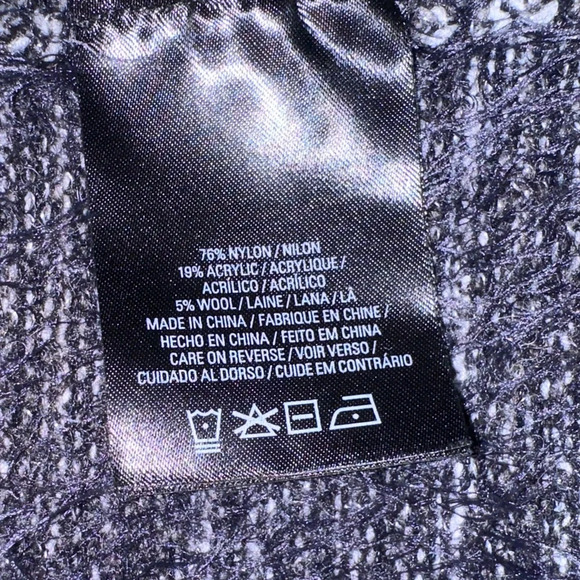 76% NYLON / NILON
19% ACRYLIC / ACRYLIQUE /
ACRÍLICO / ACRÍLICO
5% WOOL / LAINE / LANA / LÃ
MADE IN CHINA / FABRIQUE EN CHINE /
HECHO EN CHINA / FEITO EM CHINA
CARE ON REVERSE / VOIR VERSO /
CUIDADO AL DORSO / CUIDE EM CONTRÁRIO